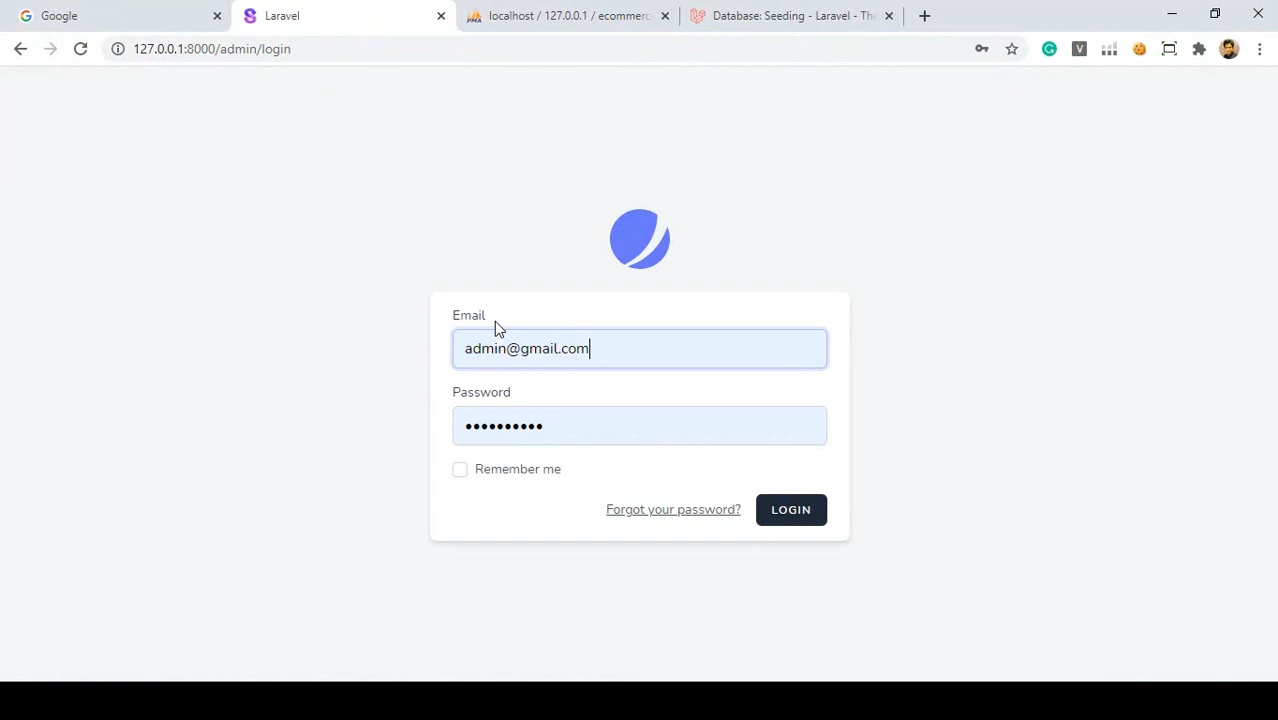 Google
Laravel
localhost / 127.0.0.1 / ecommerc
Database: Seeding - Laravel - The
127.0.0.1:8000/admin/login
Email
admin@gmail.com
Password
••••••••••
Remember me
Forgot your password?
LOGIN